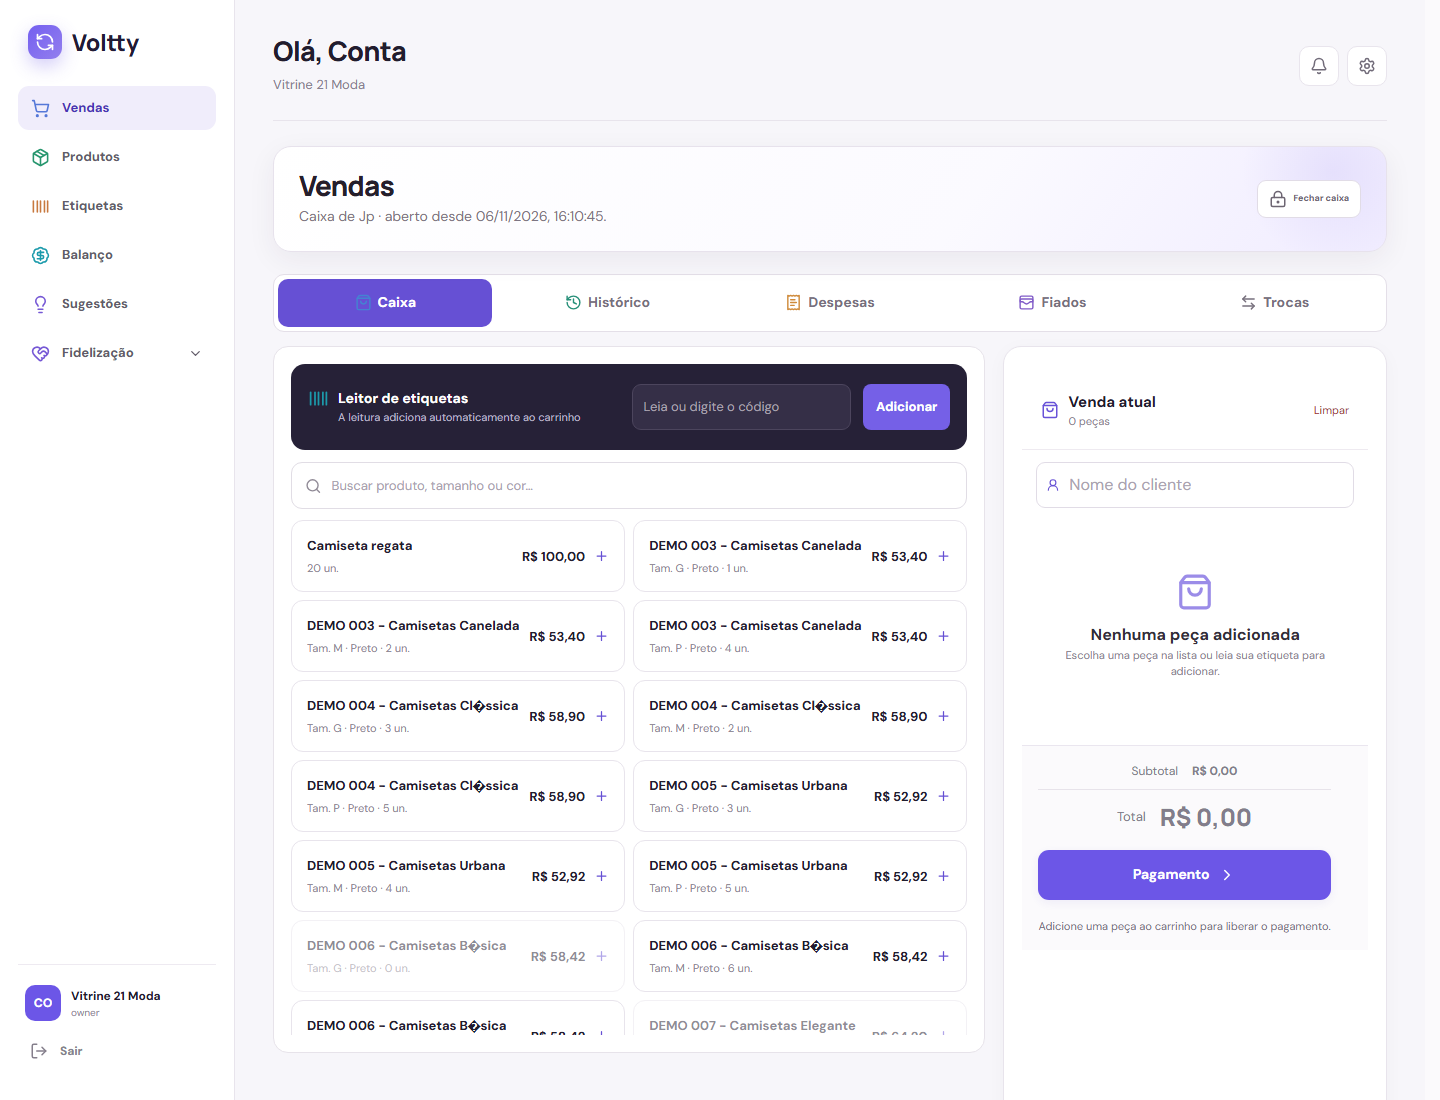 Voltty
Vendas
Produtos
Etiquetas
Balanço
Sugestões
Fidelização
CO
Vitrine 21 Moda
owner
Sair
Olá, Conta
Vitrine 21 Moda
Vendas
Caixa de Jp · aberto desde 06/11/2026, 16:10:45.
Fechar caixa
Caixa
Histórico
Despesas
Fiados
Trocas
Leitor de etiquetas
A leitura adiciona automaticamente ao carrinho
Leia ou digite o código
Adicionar
Buscar produto, tamanho ou cor...
Camiseta regata
20 un.
R$ 100,00
DEMO 003 - Camisetas Canelada
Tam. G · Preto · 1 un.
R$ 53,40
DEMO 003 - Camisetas Canelada
Tam. M · Preto · 2 un.
R$ 53,40
DEMO 003 - Camisetas Canelada
Tam. P · Preto · 4 un.
R$ 53,40
DEMO 004 - Camisetas Cl�ssica
Tam. G · Preto · 3 un.
R$ 58,90
DEMO 004 - Camisetas Cl�ssica
Tam. M · Preto · 2 un.
R$ 58,90
DEMO 004 - Camisetas Cl�ssica
Tam. P · Preto · 5 un.
R$ 58,90
DEMO 005 - Camisetas Urbana
Tam. G · Preto · 3 un.
R$ 52,92
DEMO 005 - Camisetas Urbana
Tam. M · Preto · 4 un.
R$ 52,92
DEMO 005 - Camisetas Urbana
Tam. P · Preto · 5 un.
R$ 52,92
DEMO 006 - Camisetas B�sica
Tam. G · Preto · 0 un.
R$ 58,42
DEMO 006 - Camisetas B�sica
Tam. M · Preto · 6 un.
R$ 58,42
DEMO 006 - Camisetas B�sica
R$ 58,42
DEMO 007 - Camisetas Elegante
Venda atual
0 peças
Limpar
Nome do cliente
Nenhuma peça adicionada
Escolha uma peça na lista ou leia sua etiqueta para
adicionar.
Subtotal R$ 0,00
Total R$ 0,00
Pagamento
Adicione uma peça ao carrinho para liberar o pagamento.